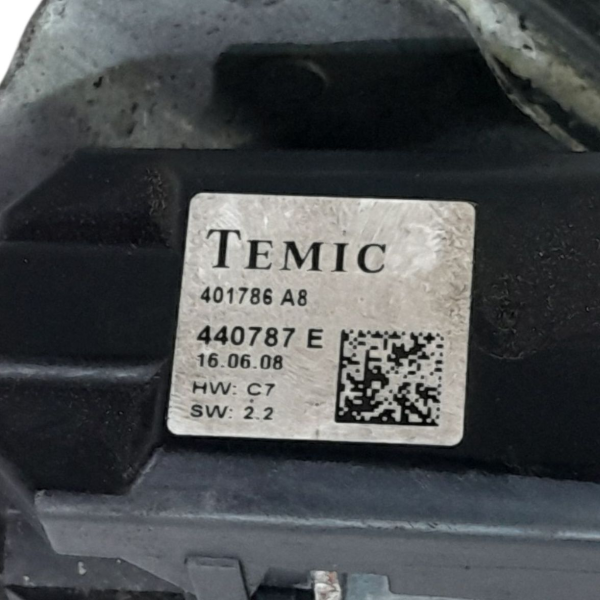 TEMIC
401786 A8
440787 E
16.06.08
HW: C7
SW: 2.2